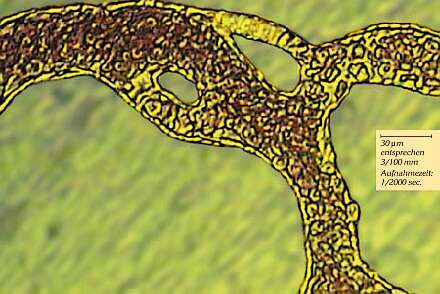 30 µm
entsprechen
3/100 mm
Aufnahmezeit:
1/2000 sec.